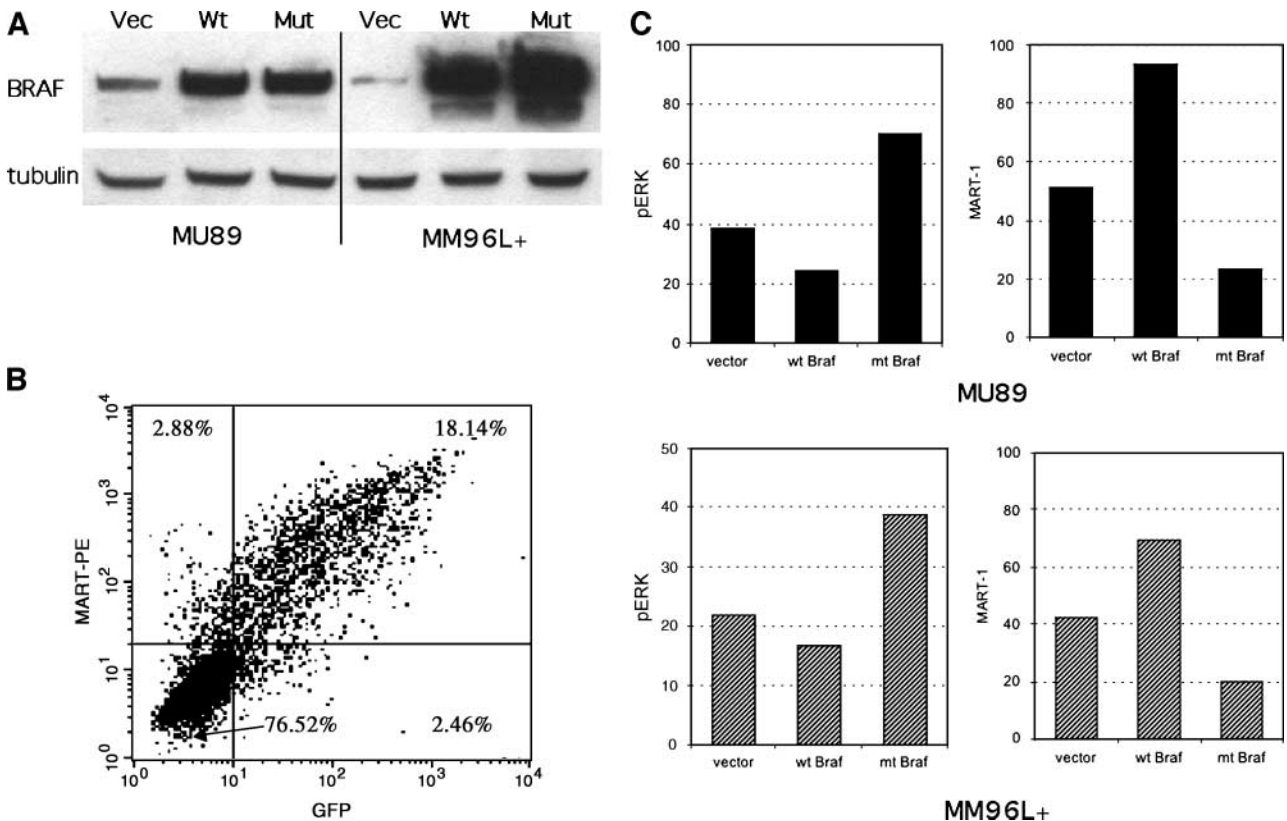 A
Vec Wt Mut Vec Wt Mut
BRAF
tubulin
MU89 MM96L+
B
2.88% 18.14%
76.52% 2.46%
MART-PE
10^4
10^3
10^2
10^1
10^0
10^0 10^1 10^2 10^3 10^4
GFP
C
pERK
100
80
60
40
20
0
vector wt Braf mt Braf
MART-1
100
80
60
40
20
0
vector wt Braf mt Braf
MU89
pERK
50
40
30
20
10
0
vector wt Braf mt Braf
MART-1
100
80
60
40
20
0
vector wt Braf mt Braf
MM96L+